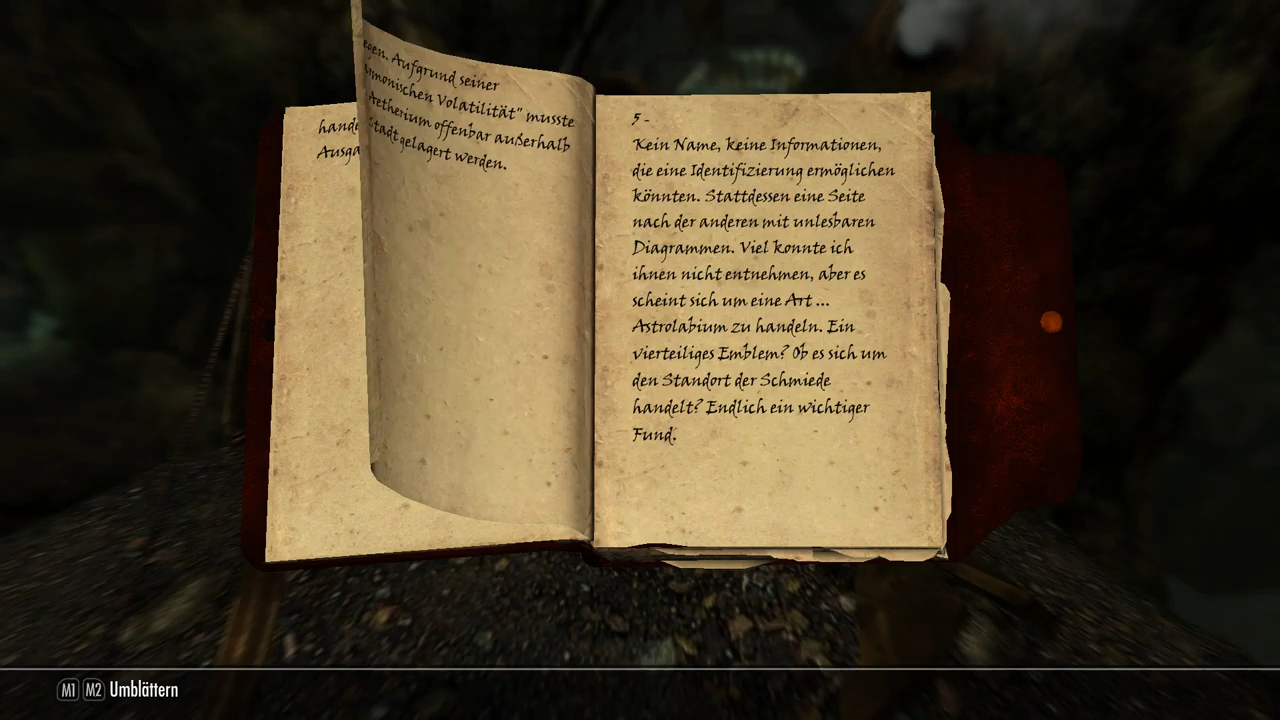 hande
Ausga
egen. Aufgrund seiner
rmonischen Volatilität" musste
Aetherium offenbar außerhalb
Stadt gelagert werden.
5 -
Kein Name, keine Informationen,
die eine Identifizierung ermöglichen
könnten. Stattdessen eine Seite
nach der anderen mit unlesbaren
Diagrammen. Viel konnte ich
ihnen nicht entnehmen, aber es
scheint sich um eine Art ...
Astrolabium zu handeln. Ein
vierteiliges Emblem? Ob es sich um
den Standort der Schmiede
handelt? Endlich ein wichtiger
Fund.
M1 M2 Umblättern